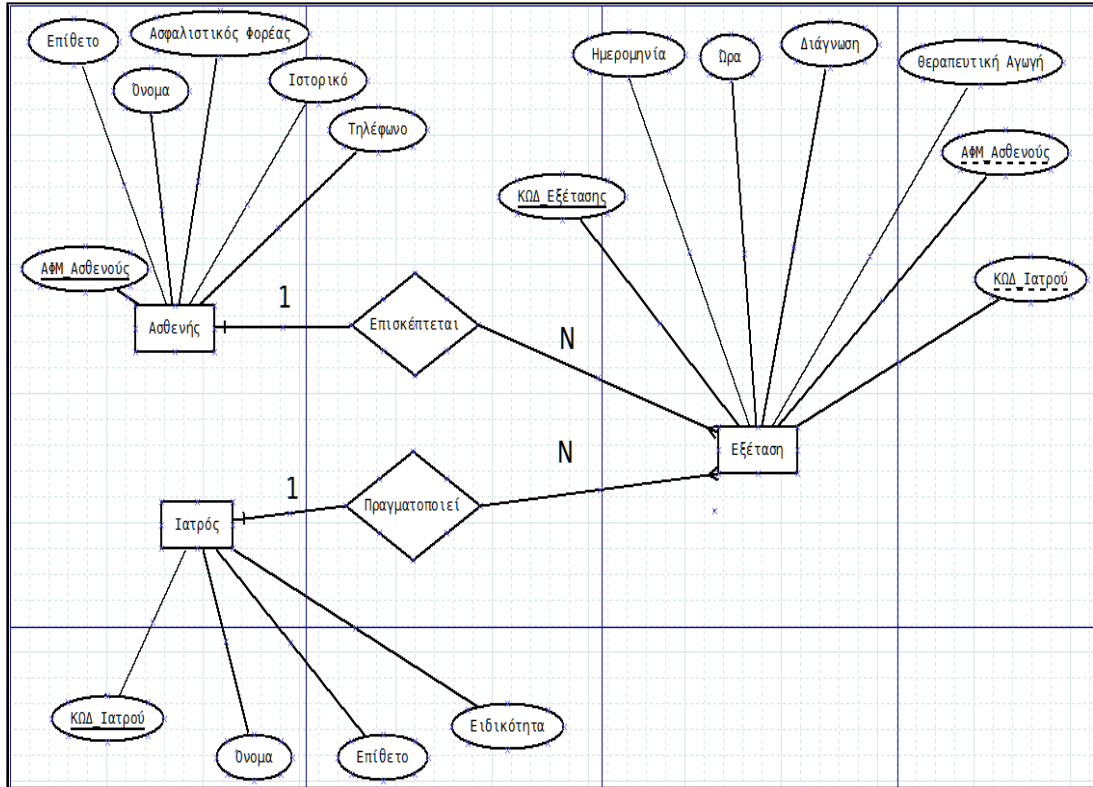 Επίθετο
Ασφαλιστικός Φορέας
Όνομα
Ιστορικό
Τηλέφωνο
ΑΦΜ_Ασθενούς
Ασθενής
1
Επισκέπτεται
N
Ημερομηνία
Ώρα
Διάγνωση
Θεραπευτική Αγωγή
ΑΦΜ_Ασθενούς
ΚΩΔ_Εξέτασης
ΚΩΔ_Ιατρού
Εξέταση
N
1
Πραγματοποιεί
Ιατρός
ΚΩΔ_Ιατρού
Όνομα
Επίθετο
Ειδικότητα